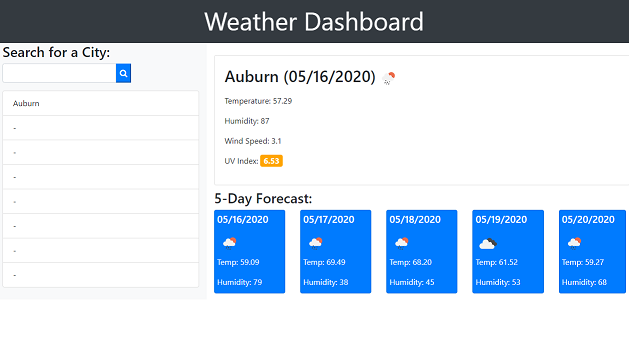 Weather Dashboard
Search for a City:
Auburn
-
-
-
-
-
-
-
Auburn (05/16/2020)
Temperature: 57.29
Humidity: 87
Wind Speed: 3.1
UV Index: 6.53
5-Day Forecast:
05/16/2020
Temp: 59.09
Humidity: 79
05/17/2020
Temp: 69.49
Humidity: 38
05/18/2020
Temp: 68.20
Humidity: 45
05/19/2020
Temp: 61.52
Humidity: 53
05/20/2020
Temp: 59.27
Humidity: 68